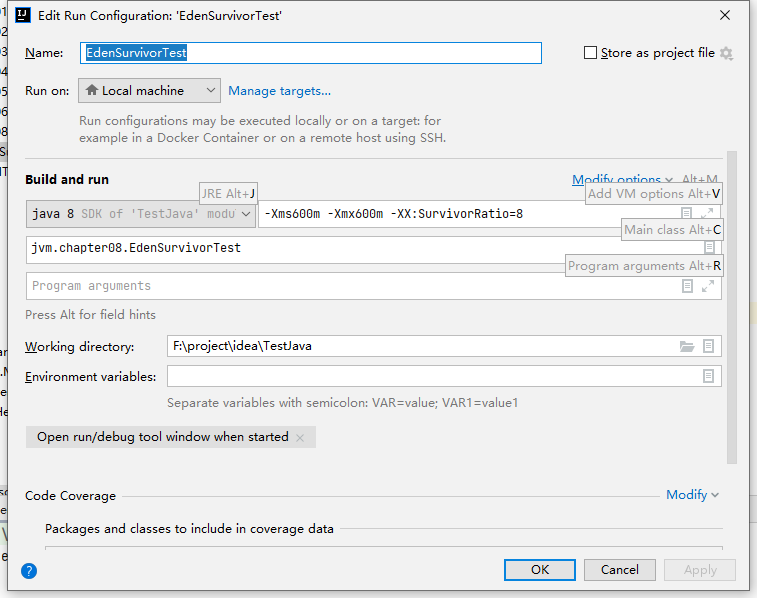 Edit Run Configuration: 'EdenSurvivorTest'
Name: EdenSurvivorTest Store as project file
Run on: Local machine Manage targets...
Run configurations may be executed locally or on a target: for
example in a Docker Container or on a remote host using SSH.
Build and run Modify options Alt+M
JRE Alt+J Add VM options Alt+V
java 8 SDK of 'TestJava' modu -Xms600m -Xmx600m -XX:SurvivorRatio=8
Main class Alt+C
jvm.chapter08.EdenSurvivorTest
Program arguments Alt+R
Program arguments
Press Alt for field hints
Working directory: F:\project\idea\TestJava
Environment variables:
Separate variables with semicolon: VAR=value; VAR1=value1
Open run/debug tool window when started
Code Coverage Modify
Packages and classes to include in coverage data
? OK Cancel Apply